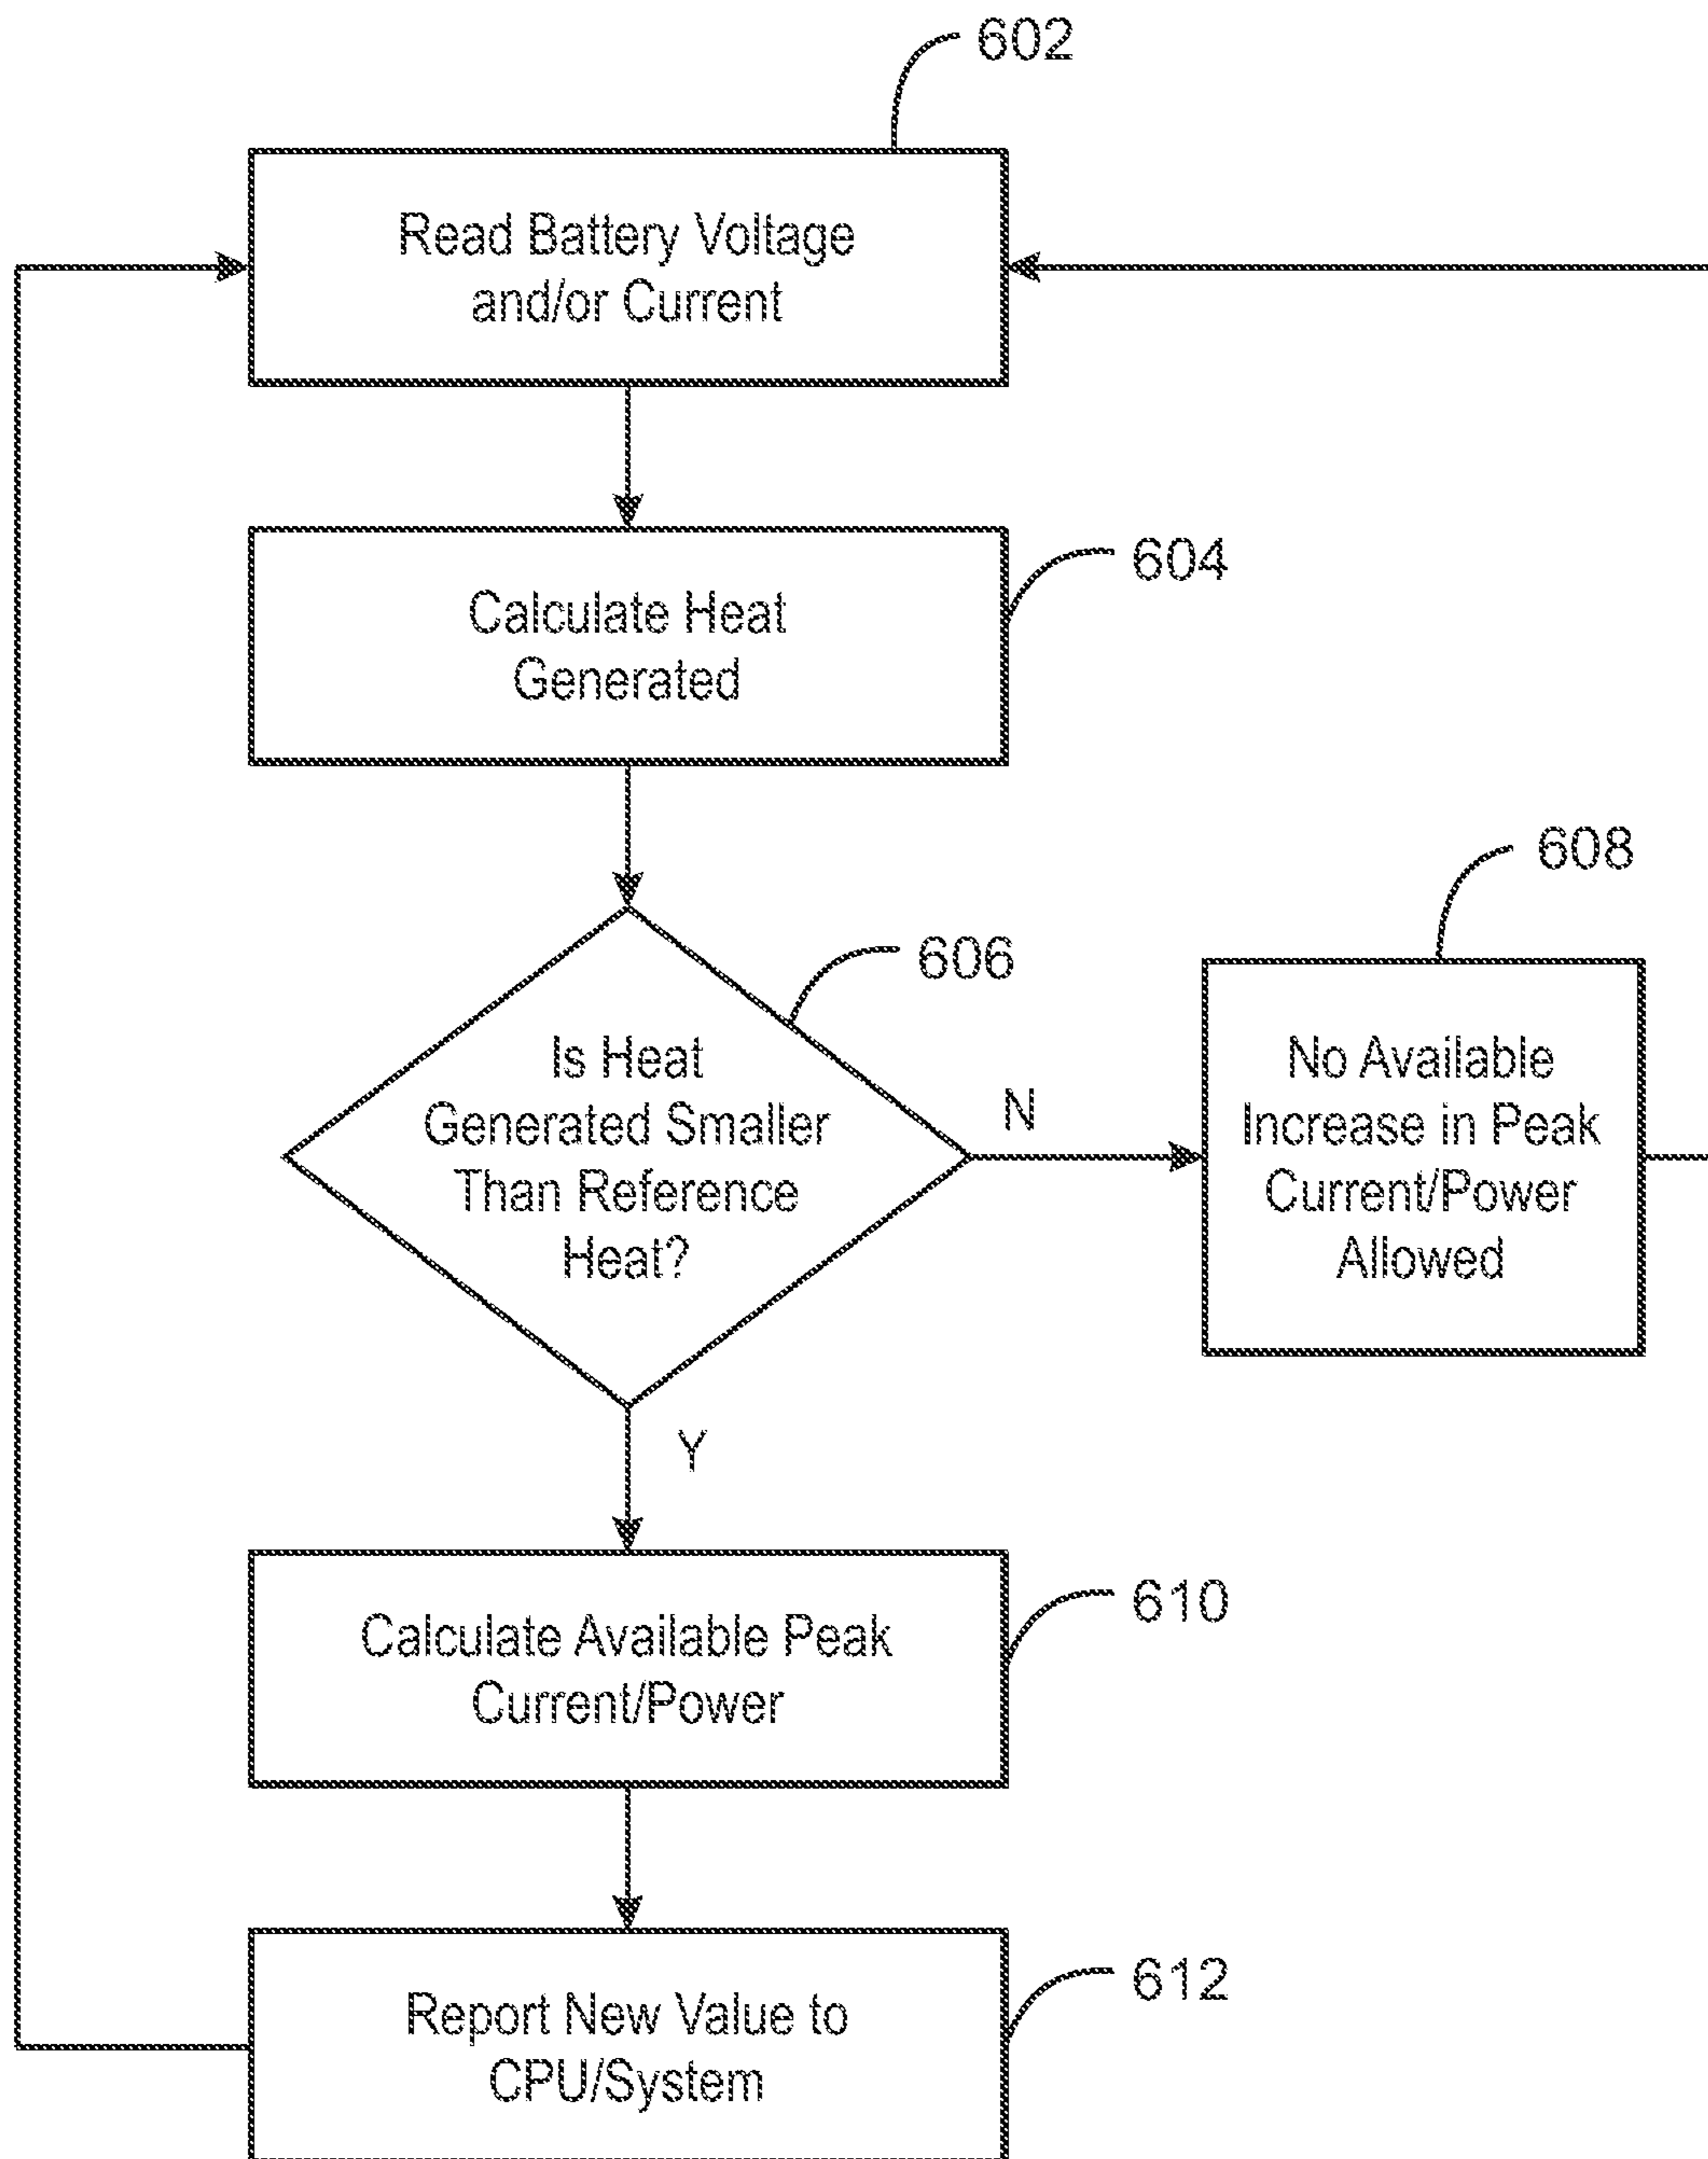 602
Read Battery Voltage
and/or Current
604
Calculate Heat
Generated
606
Is Heat
Generated Smaller
Than Reference
Heat?
N
608
No Available
Increase in Peak
Current/Power
Allowed
Y
610
Calculate Available Peak
Current/Power
612
Report New Value to
CPU/System